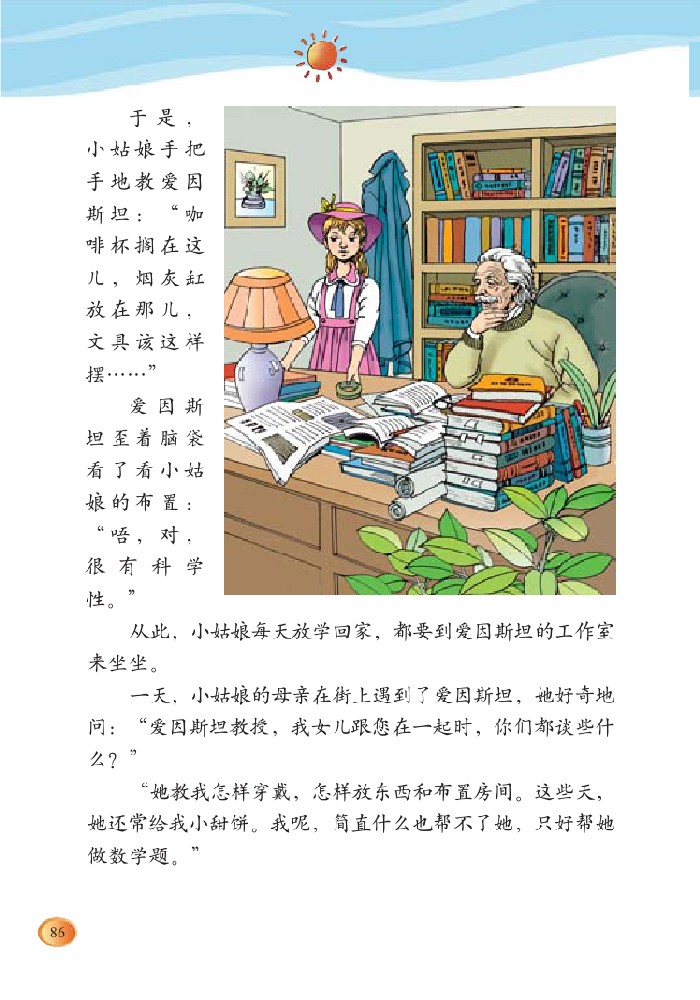 于是，
小姑娘手把
手地教爱因
斯坦：“咖
啡杯搁在这
儿，烟灰缸
放在那儿，
文具该这样
摆……”
爱因斯
坦歪着脑袋
看了看小姑
娘的布置：
“唔，对，
很有科学
性。”
从此，小姑娘每天放学回家，都要到爱因斯坦的工作室
来坐坐。
一天，小姑娘的母亲在街上遇到了爱因斯坦，她好奇地
问：“爱因斯坦教授，我女儿跟您在一起时，你们都谈些什
么？”
“她教我怎样穿戴，怎样放东西和布置房间。这些天，
她还常给我小甜饼。我呢，简直什么也帮不了她，只好帮她
做数学题。”
86